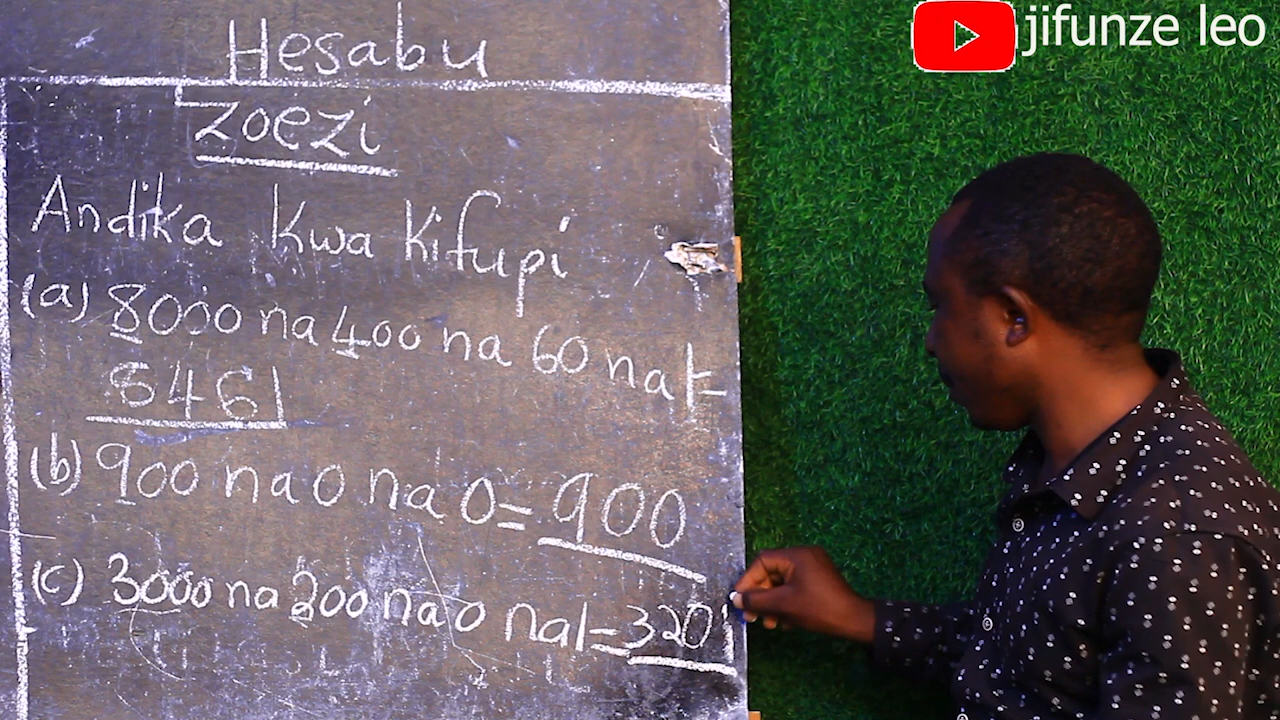 jifunze leo
Hesabu
Zoezi
Andika kwa kifupi
(a) 8000 na 400 na 60 na 1=
8461
(b) 900 na 0 na 0 = 900
(c) 3000 na 200 na 0 na 1 = 3201